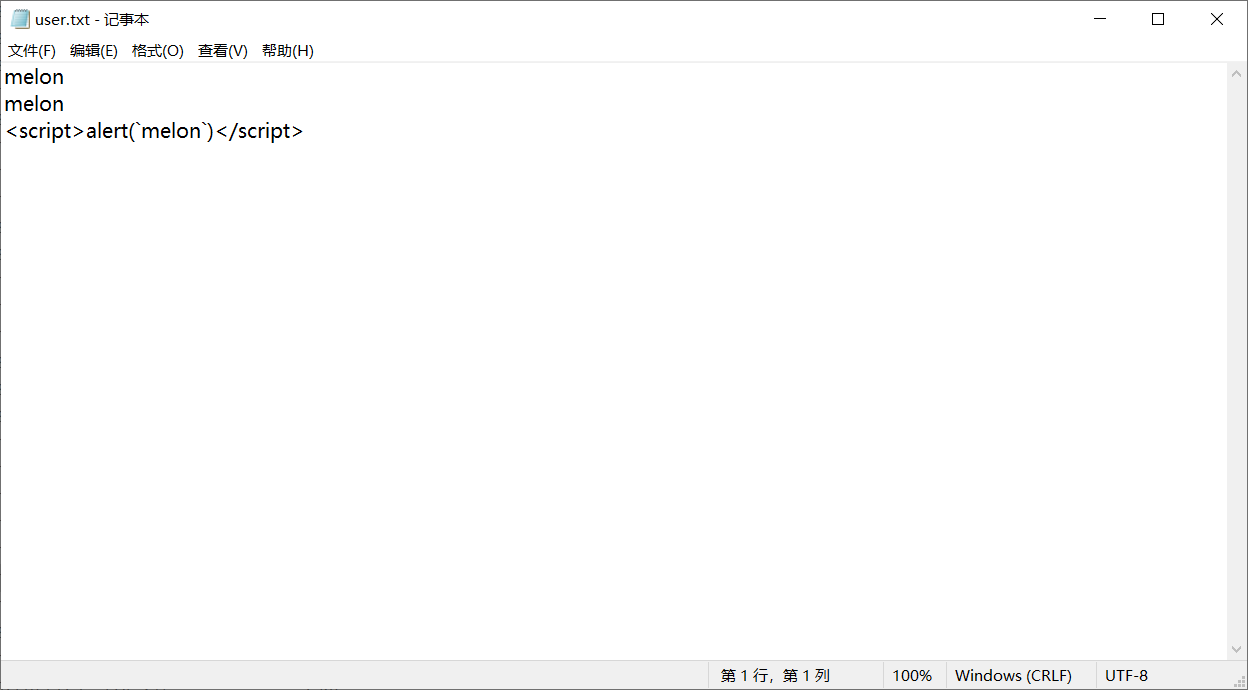 user.txt - 记事本
文件(F) 编辑(E) 格式(O) 查看(V) 帮助(H)
melon
melon
<script>alert(`melon`)</script>
第 1 行，第 1 列 100% Windows (CRLF) UTF-8